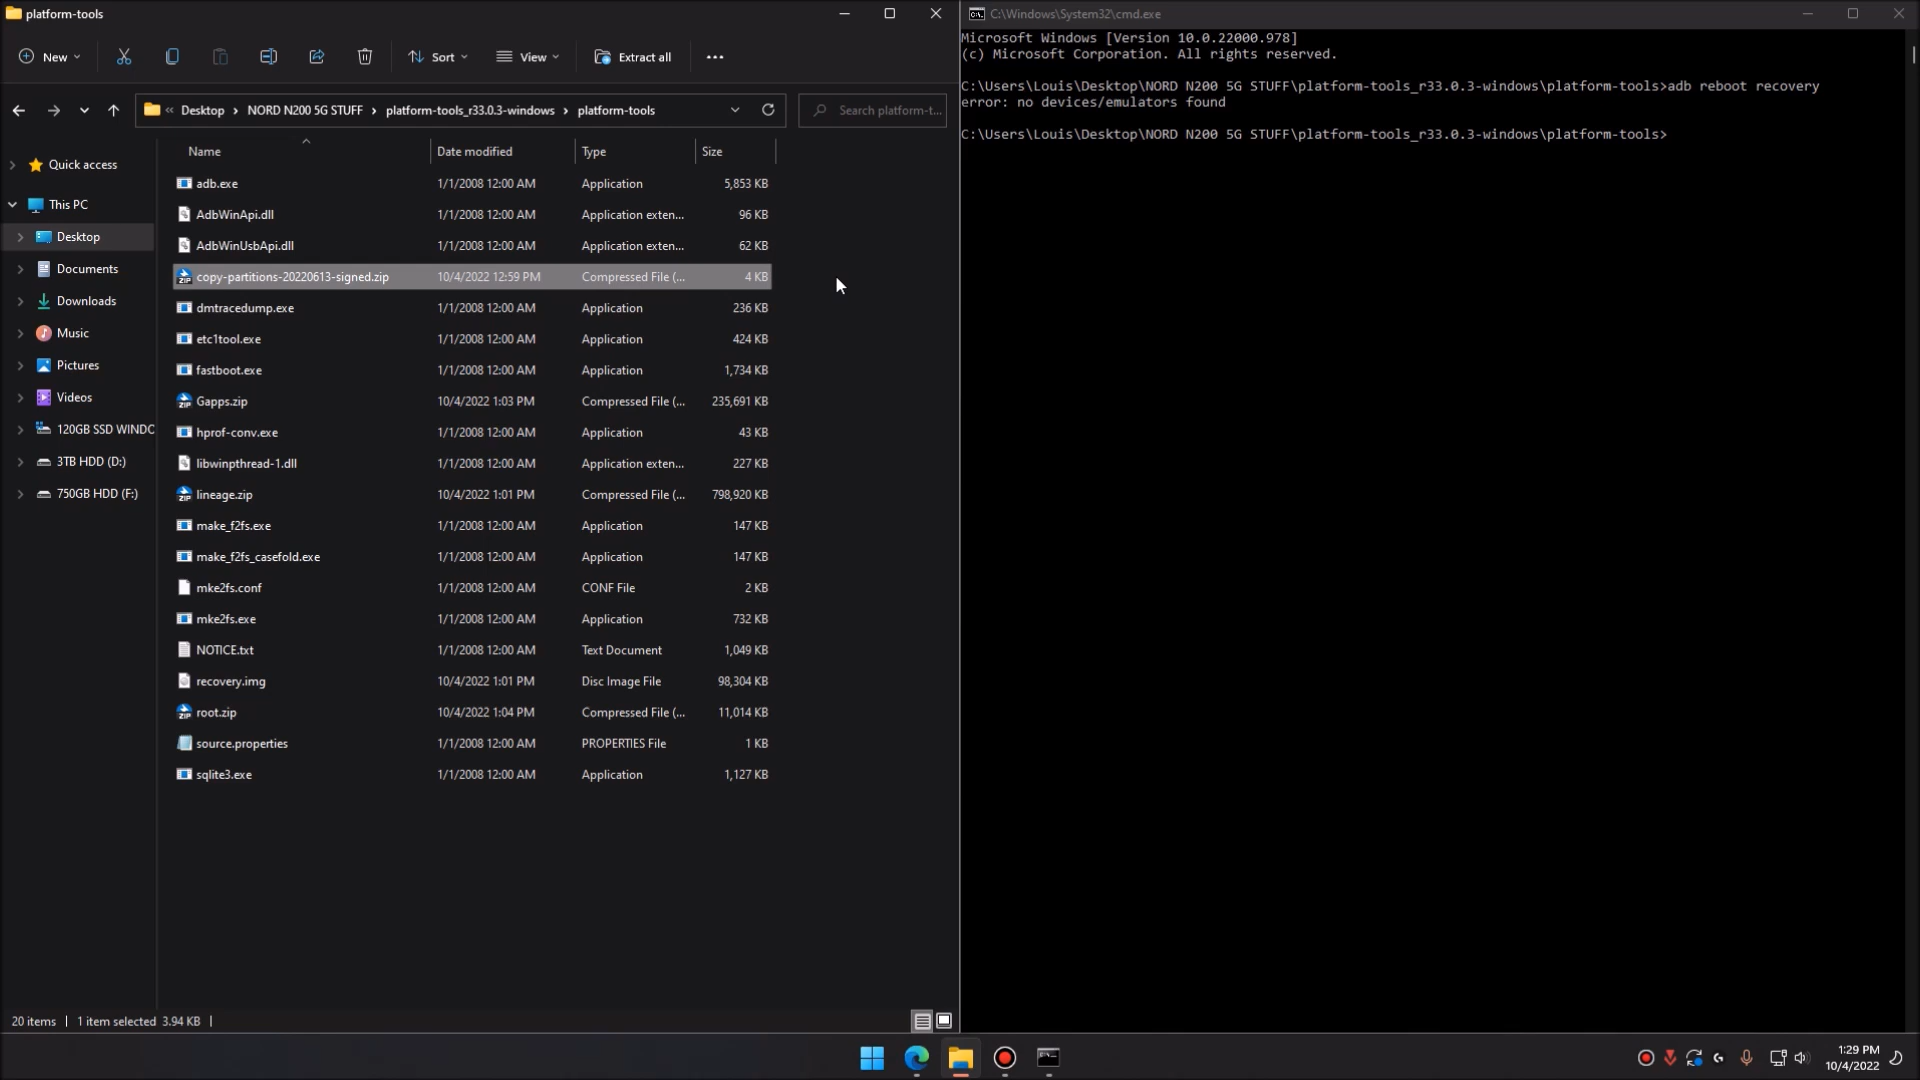 platform-tools
New
Sort
View
Extract all
« Desktop > NORD N200 5G STUFF > platform-tools_r33.0.3-windows > platform-tools
Search platform-t...
Name Date modified Type Size
Quick access
This PC
Desktop
Documents
Downloads
Music
Pictures
Videos
120GB SSD WINDO
3TB HDD (D:)
750GB HDD (F:)
adb.exe 1/1/2008 12:00 AM Application 5,853 KB
AdbWinApi.dll 1/1/2008 12:00 AM Application exten... 96 KB
AdbWinUsbApi.dll 1/1/2008 12:00 AM Application exten... 62 KB
copy-partitions-20220613-signed.zip 10/4/2022 12:59 PM Compressed File (... 4 KB
dmtracedump.exe 1/1/2008 12:00 AM Application 236 KB
etc1tool.exe 1/1/2008 12:00 AM Application 424 KB
fastboot.exe 1/1/2008 12:00 AM Application 1,734 KB
Gapps.zip 10/4/2022 1:03 PM Compressed File (... 235,691 KB
hprof-conv.exe 1/1/2008 12:00 AM Application 43 KB
libwinpthread-1.dll 1/1/2008 12:00 AM Application exten... 227 KB
lineage.zip 10/4/2022 1:01 PM Compressed File (... 798,920 KB
make_f2fs.exe 1/1/2008 12:00 AM Application 147 KB
make_f2fs_casefold.exe 1/1/2008 12:00 AM Application 147 KB
mke2fs.conf 1/1/2008 12:00 AM CONF File 2 KB
mke2fs.exe 1/1/2008 12:00 AM Application 732 KB
NOTICE.txt 1/1/2008 12:00 AM Text Document 1,049 KB
recovery.img 10/4/2022 1:01 PM Disc Image File 98,304 KB
root.zip 10/4/2022 1:04 PM Compressed File (... 11,014 KB
source.properties 1/1/2008 12:00 AM PROPERTIES File 1 KB
sqlite3.exe 1/1/2008 12:00 AM Application 1,127 KB
20 items | 1 item selected 3.94 KB |
C:\Windows\System32\cmd.exe
Microsoft Windows [Version 10.0.22000.978]
(c) Microsoft Corporation. All rights reserved.
C:\Users\Louis\Desktop\NORD N200 5G STUFF\platform-tools_r33.0.3-windows\platform-tools>adb reboot recovery
error: no devices/emulators found
C:\Users\Louis\Desktop\NORD N200 5G STUFF\platform-tools_r33.0.3-windows\platform-tools>
1:29 PM
10/4/2022